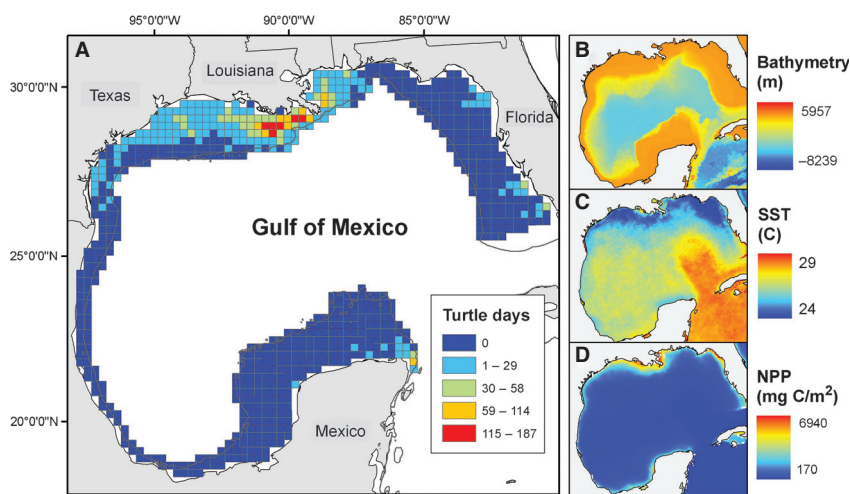 95°0'0"W 90°0'0"W 85°0'0"W
A
30°0'0"N
25°0'0"N
20°0'0"N
Texas
Louisiana
Florida
Gulf of Mexico
Mexico
Turtle days
0
1 – 29
30 – 58
59 – 114
115 – 187
B
Bathymetry
(m)
5957
–8239
C
SST
(C)
29
24
D
NPP
(mg C/m²)
6940
170